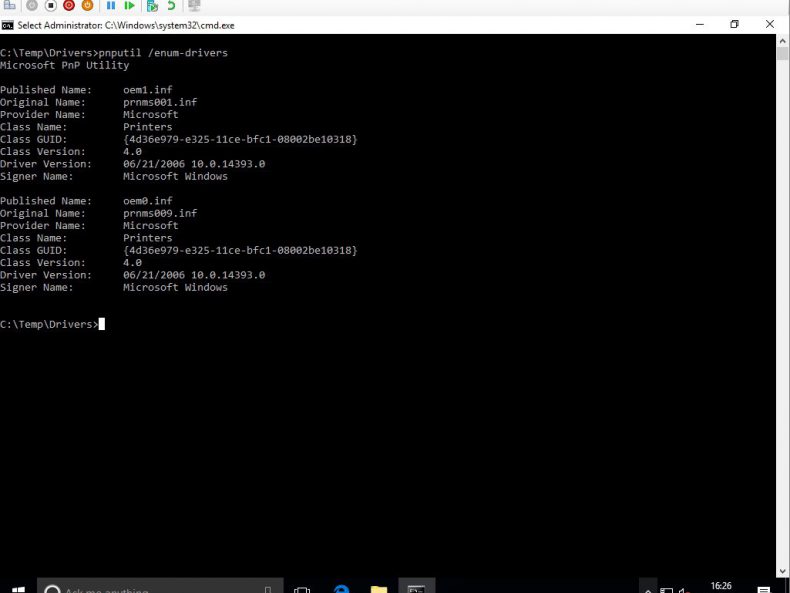 Select Administrator: C:\Windows\system32\cmd.exe
C:\Temp\Drivers>pnputil /enum-drivers
Microsoft PnP Utility
Published Name:     oem1.inf
Original Name:      prnms001.inf
Provider Name:      Microsoft
Class Name:         Printers
Class GUID:         {4d36e979-e325-11ce-bfc1-08002be10318}
Class Version:      4.0
Driver Version:     06/21/2006 10.0.14393.0
Signer Name:        Microsoft Windows
Published Name:     oem0.inf
Original Name:      prnms009.inf
Provider Name:      Microsoft
Class Name:         Printers
Class GUID:         {4d36e979-e325-11ce-bfc1-08002be10318}
Class Version:      4.0
Driver Version:     06/21/2006 10.0.14393.0
Signer Name:        Microsoft Windows
C:\Temp\Drivers>
Ask me anything
16:26